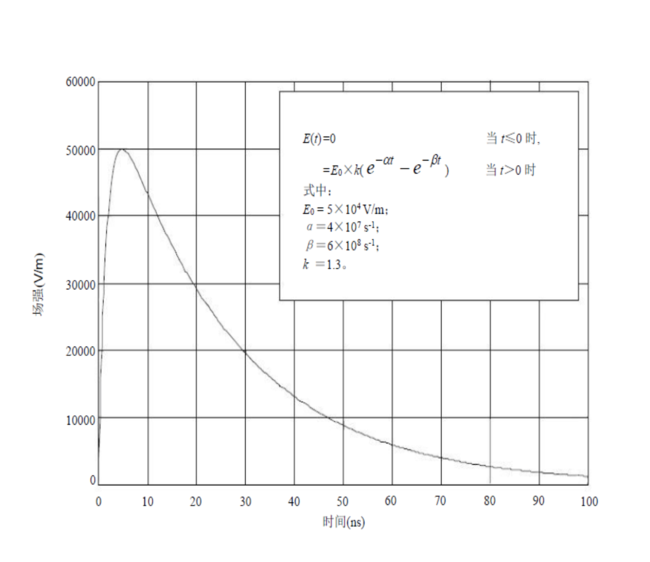 60000
50000
40000
30000
20000
10000
0
场强(V/m)
E(t)=0 当 t≤0 时,
=E₀×k(e^{-αt}-e^{-βt}) 当 t>0 时
式中:
E₀=5×10⁴V/m;
α=4×10⁷ s⁻¹;
β=6×10⁸ s⁻¹;
k =1.3。
0 10 20 30 40 50 60 70 80 90 100
时间(ns)